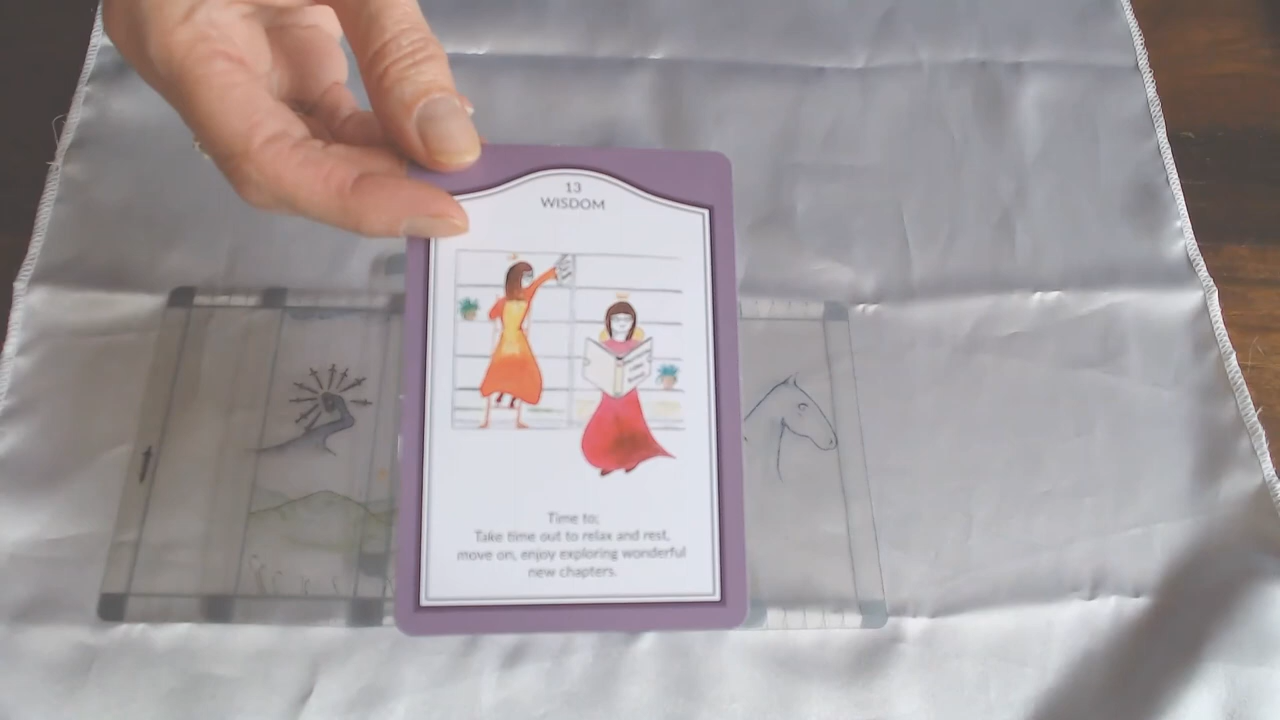 13
WISDOM
Time to:
Take time out to relax and rest,
move on, enjoy exploring wonderful
new chapters.